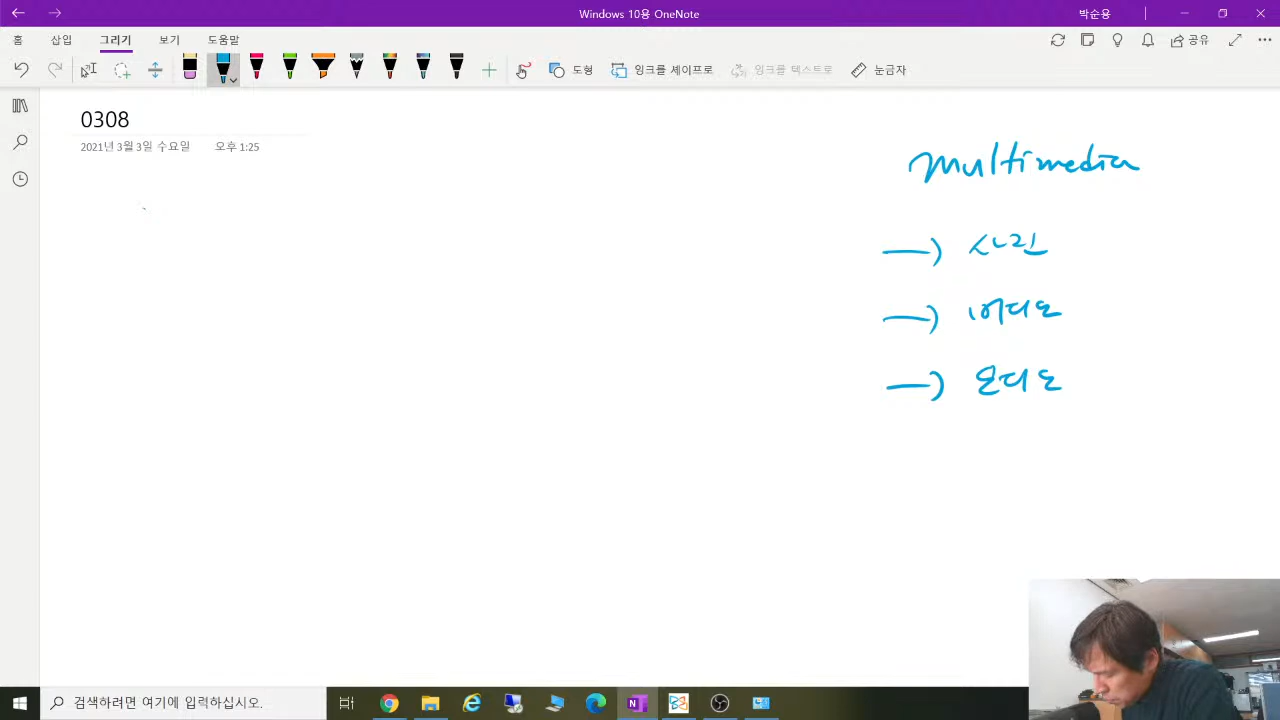 Windows 10용 OneNote
박순용
홈 삽입 그리기 보기 도움말
공유
도형 잉크를 셰이프로 잉크를 텍스트로 눈금자
0308
2021년 3월 3일 수요일 오후 1:25
multimedia
→ 사진
→ 비디오
→ 오디오
검색하려면 여기에 입력하십시오.